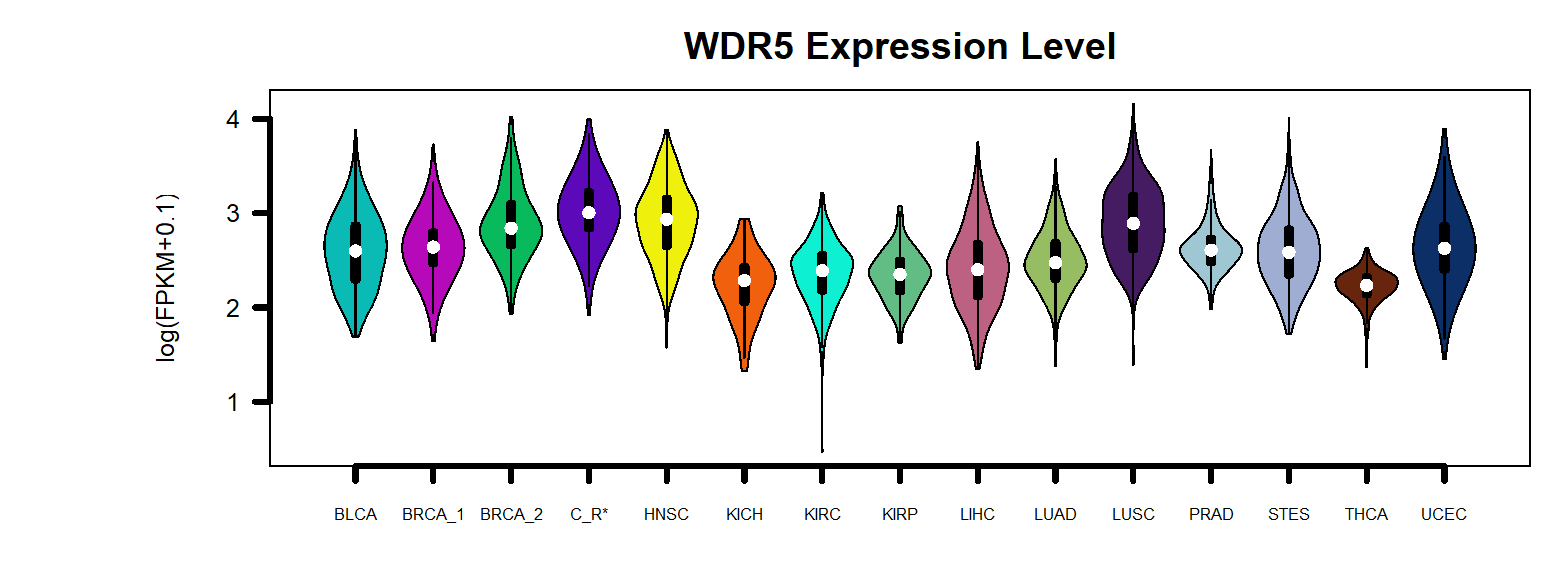 WDR5 Expression Level
log(FPKM+0.1)
4
3
2
1
BLCA BRCA_1 BRCA_2 C_R* HNSC KICH KIRC KIRP LIHC LUAD LUSC PRAD STES THCA UCEC